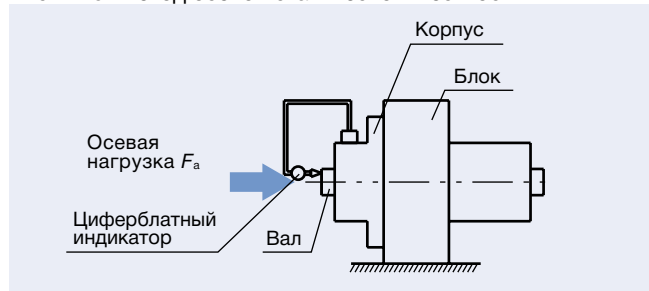 Корпус
Блок
Осевая
нагрузка Fa
Циферблатный
индикатор
Вал